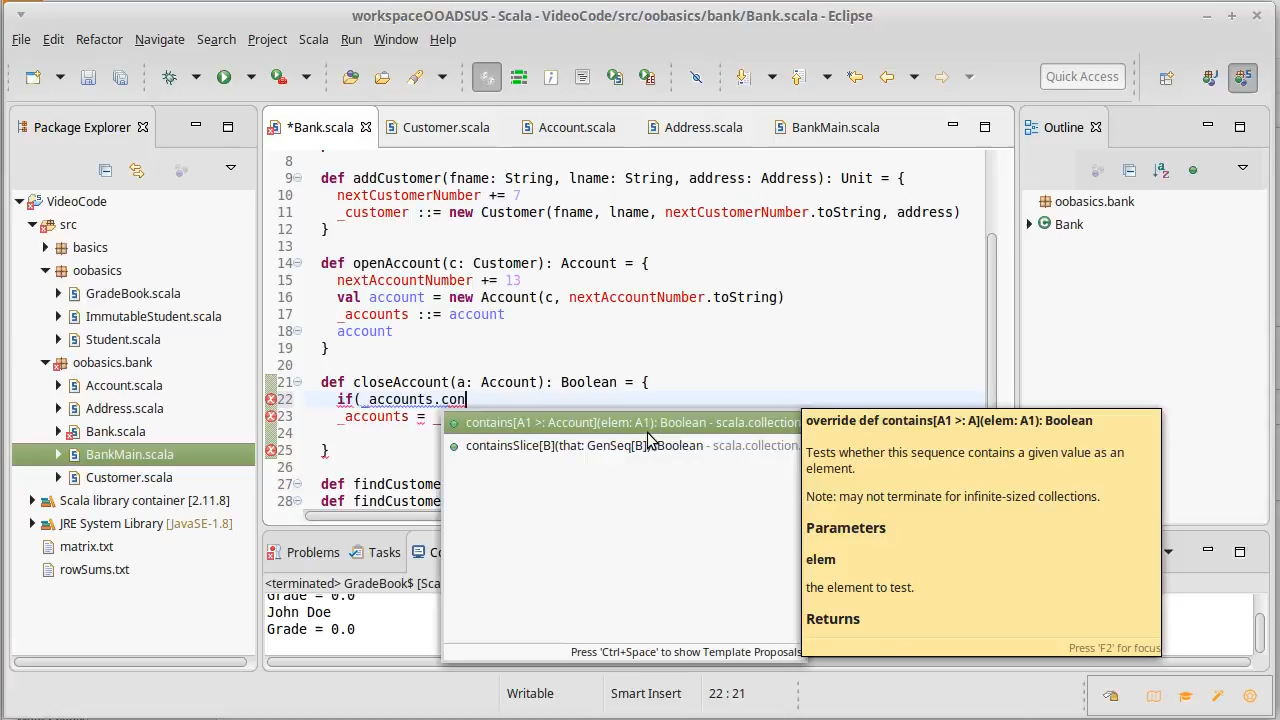 workspaceOOADSUS - Scala - VideoCode/src/oobasics/bank/Bank.scala - Eclipse
File Edit Refactor Navigate Search Project Scala Run Window Help
Quick Access
Package Explorer
*Bank.scala Customer.scala Account.scala Address.scala BankMain.scala
Outline
VideoCode
src
basics
oobasics
GradeBook.scala
ImmutableStudent.scala
Student.scala
oobasics.bank
Account.scala
Address.scala
Bank.scala
BankMain.scala
Customer.scala
Scala library container [2.11.8]
JRE System Library [JavaSE-1.8]
matrix.txt
rowSums.txt
8
9 def addCustomer(fname: String, lname: String, address: Address): Unit = {
10 nextCustomerNumber += 7
11 _customer ::= new Customer(fname, lname, nextCustomerNumber.toString, address)
12 }
13
14 def openAccount(c: Customer): Account = {
15 nextAccountNumber += 13
16 val account = new Account(c, nextAccountNumber.toString)
17 _accounts ::= account
18 account
19 }
20
21 def closeAccount(a: Account): Boolean = {
22 if(_accounts.con
23 _accounts = _
24
25 }
26
27 def findCustome
28 def findCustome
contains[A1 >: Account](elem: A1): Boolean - scala.collection
containsSlice[B](that: GenSeq[B]): Boolean - scala.collection.
Press 'Ctrl+Space' to show Template Proposals
override def contains[A1 >: A](elem: A1): Boolean
Tests whether this sequence contains a given value as an
element.
Note: may not terminate for infinite-sized collections.
Parameters
elem
the element to test.
Returns
Press 'F2' for focus
oobasics.bank
Bank
Problems Tasks Co
<terminated> GradeBook$ [Sca
Grade = 0.0
John Doe
Grade = 0.0
Writable Smart Insert 22 : 21